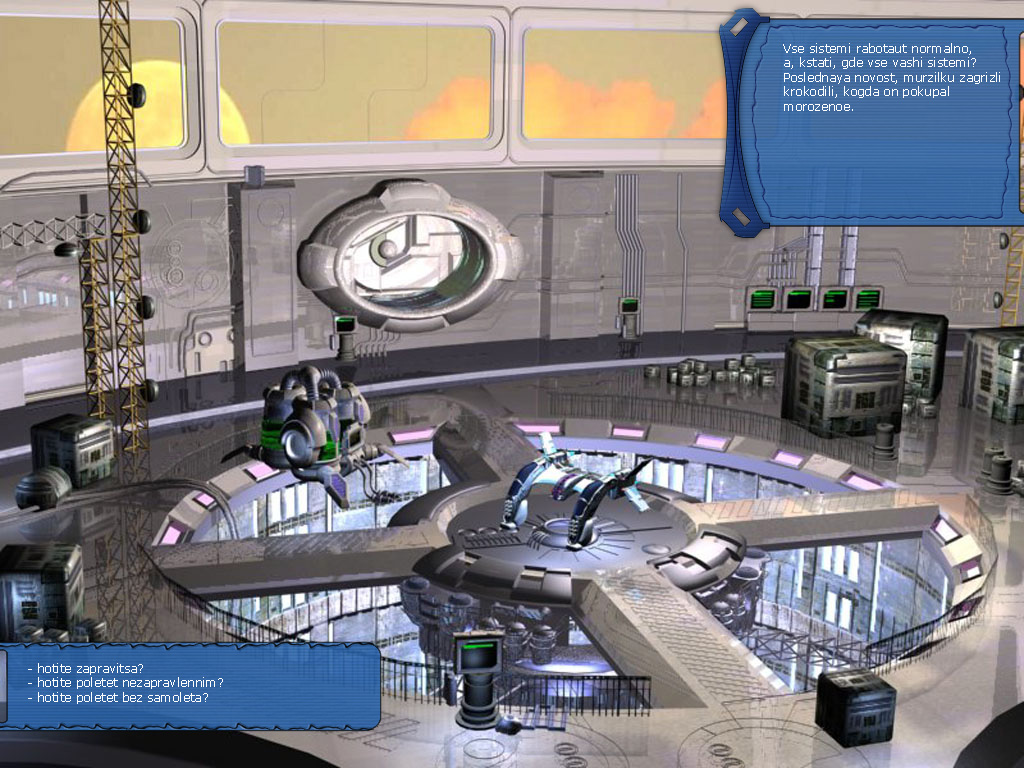 Vse sistemi rabotaut normalno,
a, kstati, gde vse vashi sistemi?
Poslednaya novost, murzilku zagrizli
krokodili, kogda on pokupal
morozenoe.
- hotite zapravitsa?
- hotite poletet nezapravlennim?
- hotite poletet bez samoleta?